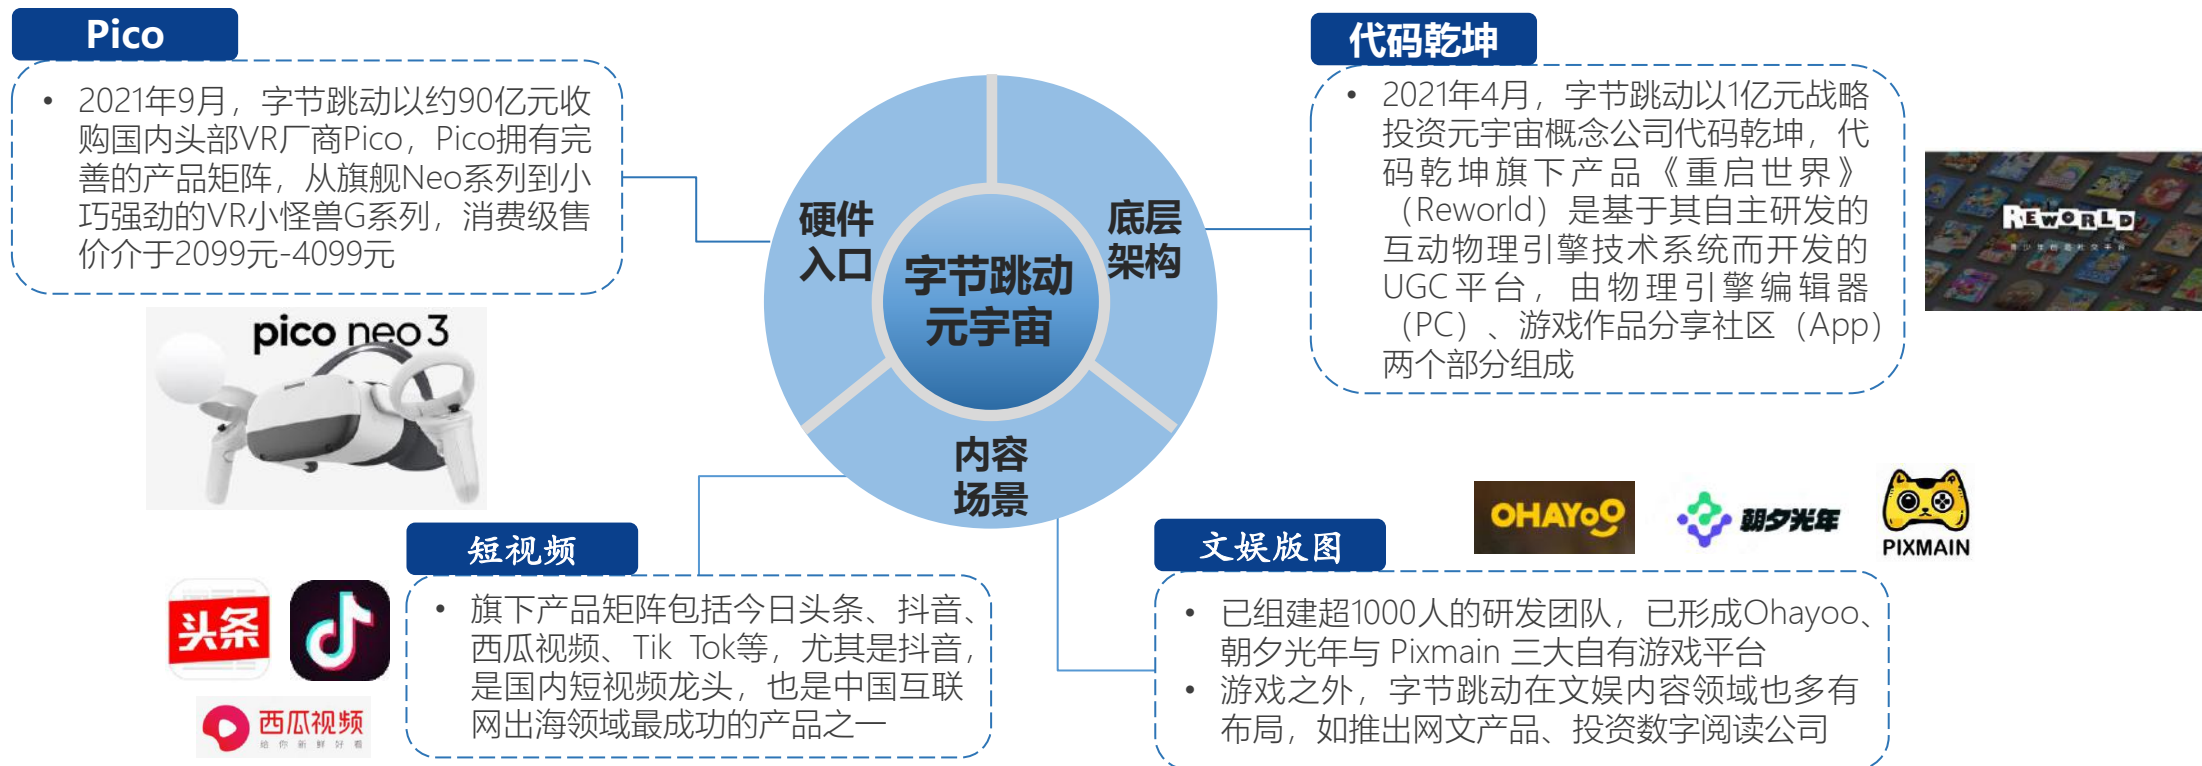 Pico
• 2021年9月，字节跳动以约90亿元收
购国内头部VR厂商Pico，Pico拥有完
善的产品矩阵，从旗舰Neo系列到小
巧强劲的VR小怪兽G系列，消费级售
价介于2099元-4099元
pico neo3
硬件
入口
底层
架构
内容
场景
字节跳动
元宇宙
代码乾坤
• 2021年4月，字节跳动以1亿元战略
投资元宇宙概念公司代码乾坤，代
码乾坤旗下产品《重启世界》
（Reworld）是基于其自主研发的
互动物理引擎技术系统而开发的
UGC平台，由物理引擎编辑器
（PC）、游戏作品分享社区（App）
两个部分组成
REWORLD
青少年创造社交平台
短视频
• 旗下产品矩阵包括今日头条、抖音、
西瓜视频、Tik Tok等，尤其是抖音，
是国内短视频龙头，也是中国互联
网出海领域最成功的产品之一
头条
西瓜视频
给你新鲜好看
文娱版图
OHAYOO
朝夕光年
PIXMAIN
• 已组建超1000人的研发团队，已形成Ohayoo、
朝夕光年与 Pixmain 三大自有游戏平台
• 游戏之外，字节跳动在文娱内容领域也多有
布局，如推出网文产品、投资数字阅读公司